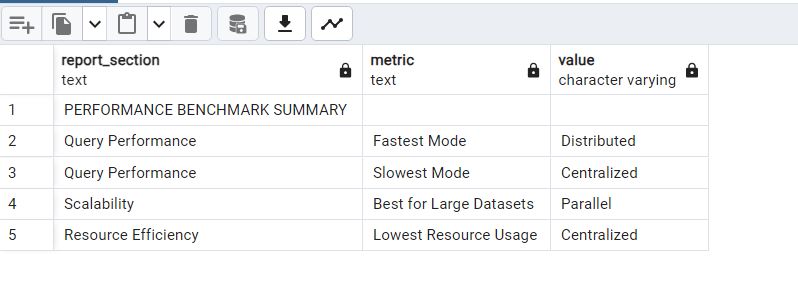 report_section metric value
text text character varying
1 PERFORMANCE BENCHMARK SUMMARY
2 Query Performance Fastest Mode Distributed
3 Query Performance Slowest Mode Centralized
4 Scalability Best for Large Datasets Parallel
5 Resource Efficiency Lowest Resource Usage Centralized